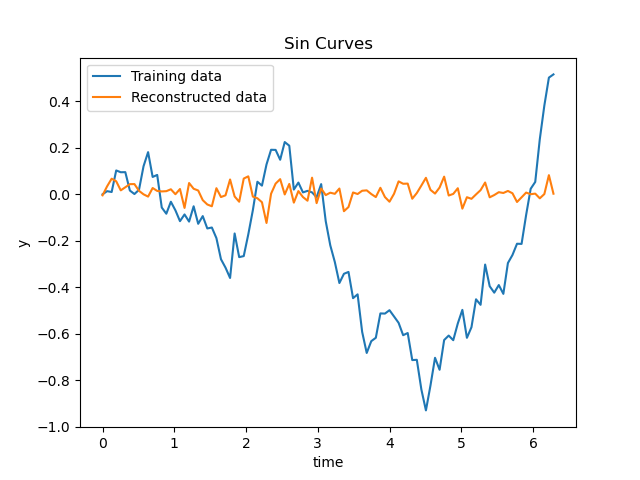 Sin Curves
Training data
Reconstructed data
0.4
0.2
0.0
−0.2
−0.4
−0.6
−0.8
−1.0
y
0 1 2 3 4 5 6
time